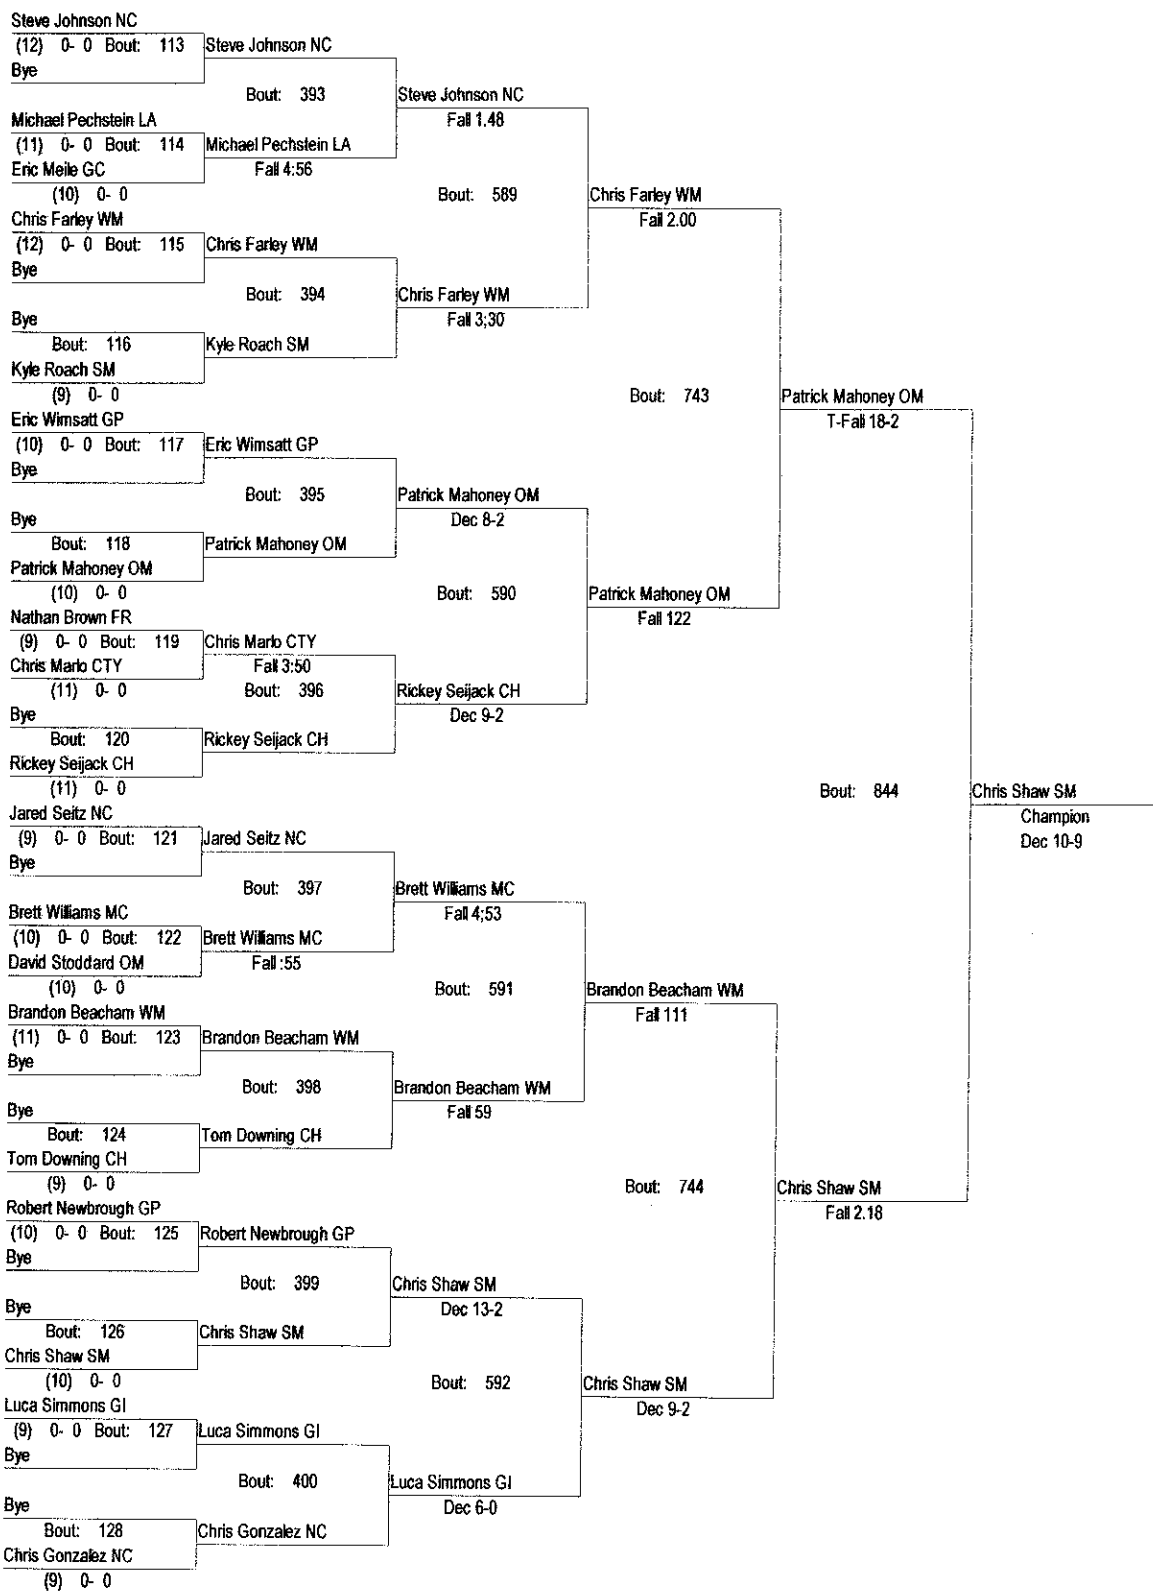 Steve Johnson NC
(12) 0- 0 Bout: 113 Steve Johnson NC
Bye
Bout: 393 Steve Johnson NC
Michael Pechstein LA Fall 1.48
(11) 0- 0 Bout: 114 Michael Pechstein LA
Eric Meile GC Fall 4:56
(10) 0- 0 Bout: 589 Chris Farley WM
Chris Farley WM Fall 2.00
(12) 0- 0 Bout: 115 Chris Farley WM
Bye
Bout: 394 Chris Farley WM
Bye Fall 3;30
Bout: 116 Kyle Roach SM
Kyle Roach SM
(9) 0- 0 Bout: 743 Patrick Mahoney OM
Eric Wimsatt GP T-Fall 18-2
(10) 0- 0 Bout: 117 Eric Wimsatt GP
Bye
Bout: 395 Patrick Mahoney OM
Bye Dec 8-2
Bout: 118 Patrick Mahoney OM
Patrick Mahoney OM
(10) 0- 0 Bout: 590 Patrick Mahoney OM
Nathan Brown FR Fall 122
(9) 0- 0 Bout: 119 Chris Marlo CTY
Chris Marlo CTY Fall 3:50
(11) 0- 0 Bout: 396 Rickey Seijack CH
Bye Dec 9-2
Bout: 120 Rickey Seijack CH
Rickey Seijack CH
(11) 0- 0 Bout: 844 Chris Shaw SM
Jared Seitz NC Champion
(9) 0- 0 Bout: 121 Jared Seitz NC Dec 10-9
Bye
Bout: 397 Brett Williams MC
Brett Williams MC Fall 4;53
(10) 0- 0 Bout: 122 Brett Williams MC
David Stoddard OM Fall :55
(10) 0- 0 Bout: 591 Brandon Beacham WM
Brandon Beacham WM Fall 111
(11) 0- 0 Bout: 123 Brandon Beacham WM
Bye
Bout: 398 Brandon Beacham WM
Bye Fall 59
Bout: 124 Tom Downing CH
Tom Downing CH
(9) 0- 0 Bout: 744 Chris Shaw SM
Robert Newbrough GP Fall 2.18
(10) 0- 0 Bout: 125 Robert Newbrough GP
Bye
Bout: 399 Chris Shaw SM
Bye Dec 13-2
Bout: 126 Chris Shaw SM
Chris Shaw SM
(10) 0- 0 Bout: 592 Chris Shaw SM
Luca Simmons GI Dec 9-2
(9) 0- 0 Bout: 127 Luca Simmons GI
Bye
Bout: 400 Luca Simmons GI
Bye Dec 6-0
Bout: 128 Chris Gonzalez NC
Chris Gonzalez NC
(9) 0- 0